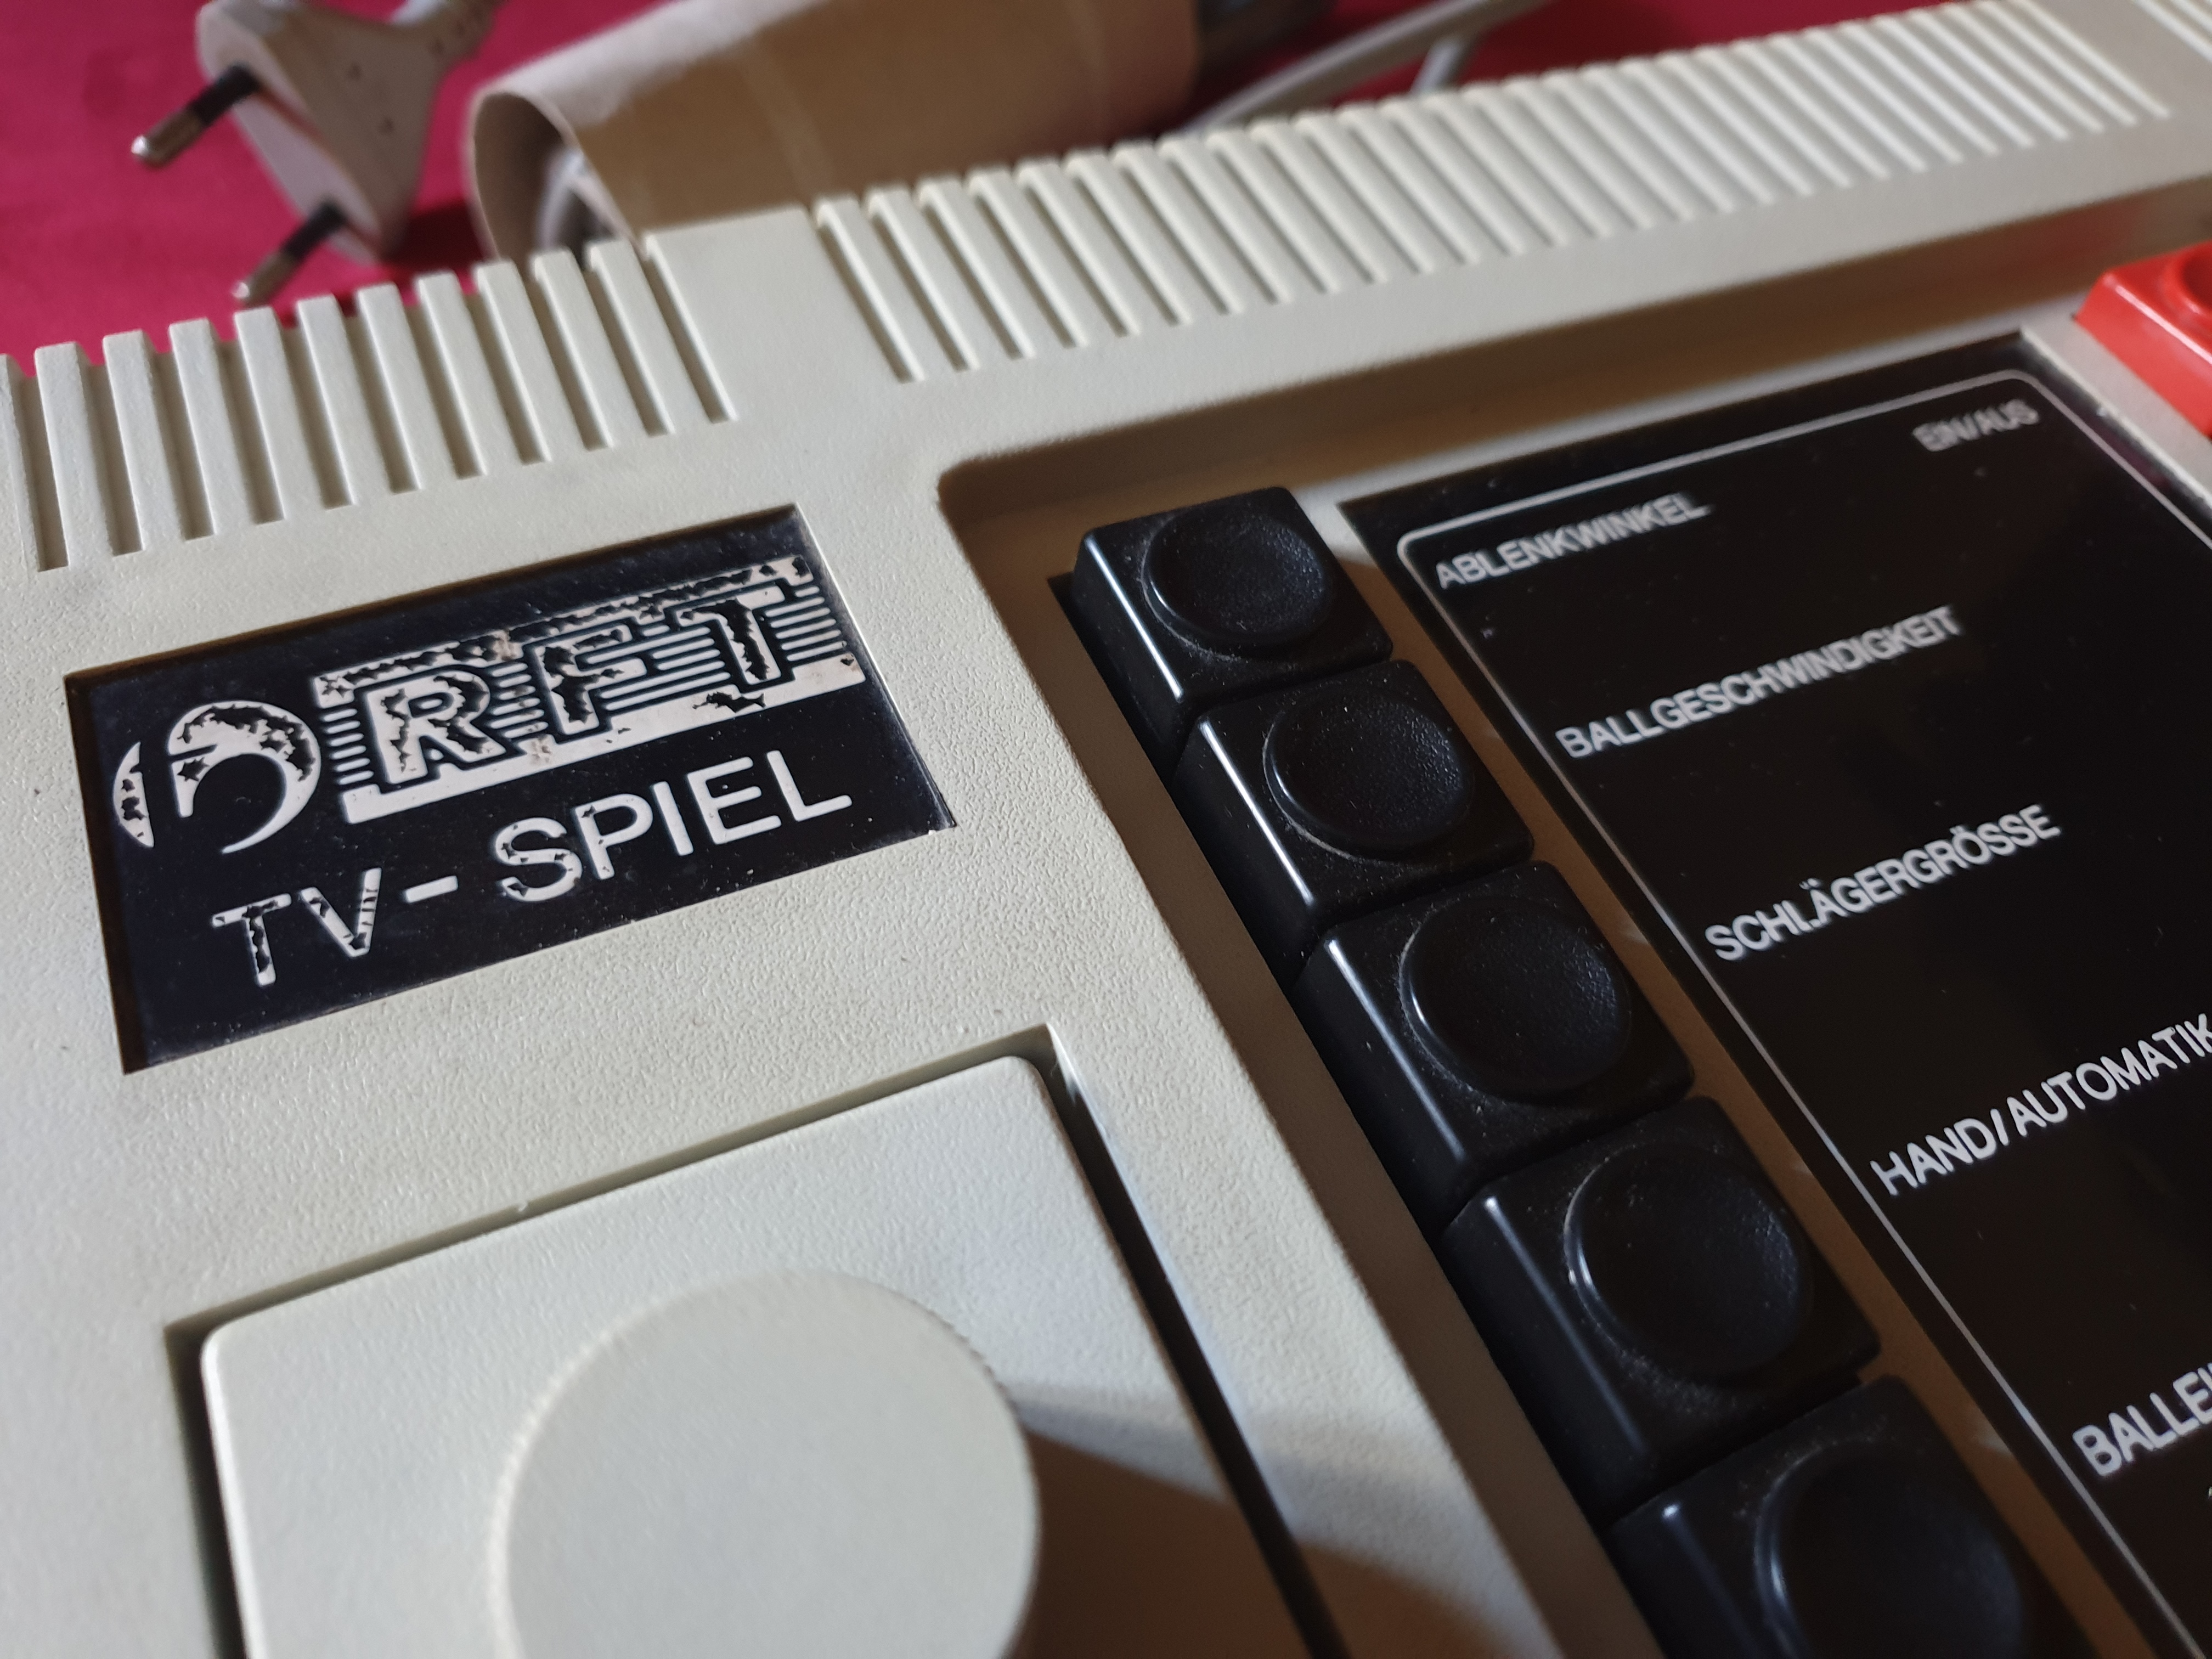 RFT
TV-SPIEL
EIN/AUS
ABLENKWINKEL
BALLGESCHWINDIGKEIT
SCHLÄGERGRÖSSE
HAND/AUTOMATIK